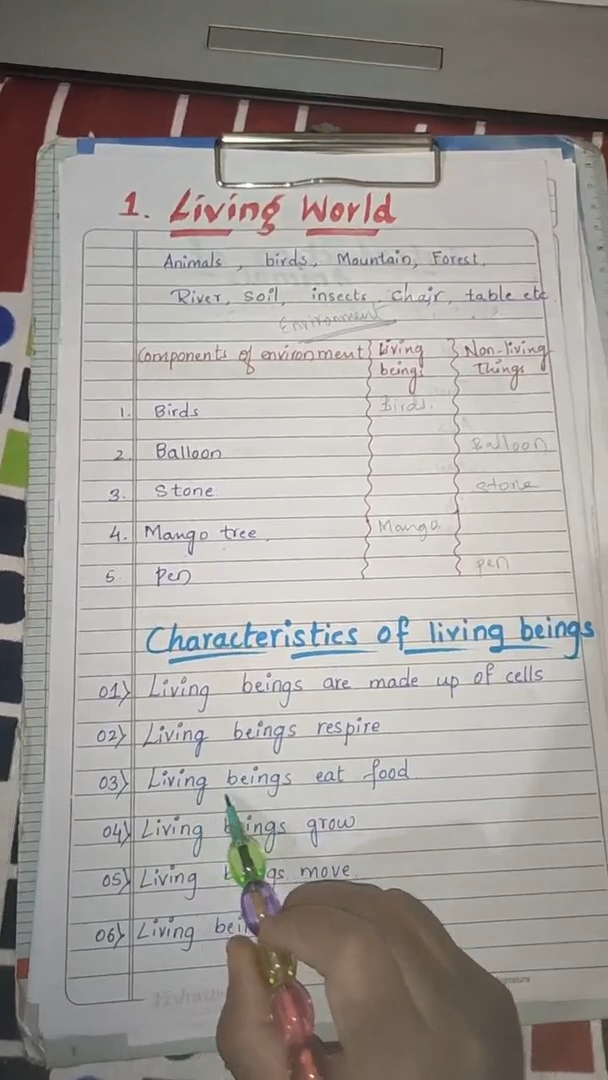 1. Living World
Animals, birds, Mountain, Forest,
River, soil, insects, chair, table etc
Environment
Components of environment Living beings Non-living Things
1. Birds Birds.
2. Balloon Balloon
3. Stone stone
4. Mango tree. Mango
5. pen pen
Characteristics of living beings
01) Living beings are made up of cells
02) Living beings respire
03) Living beings eat food
04) Living beings grow
05) Living move
06) Living